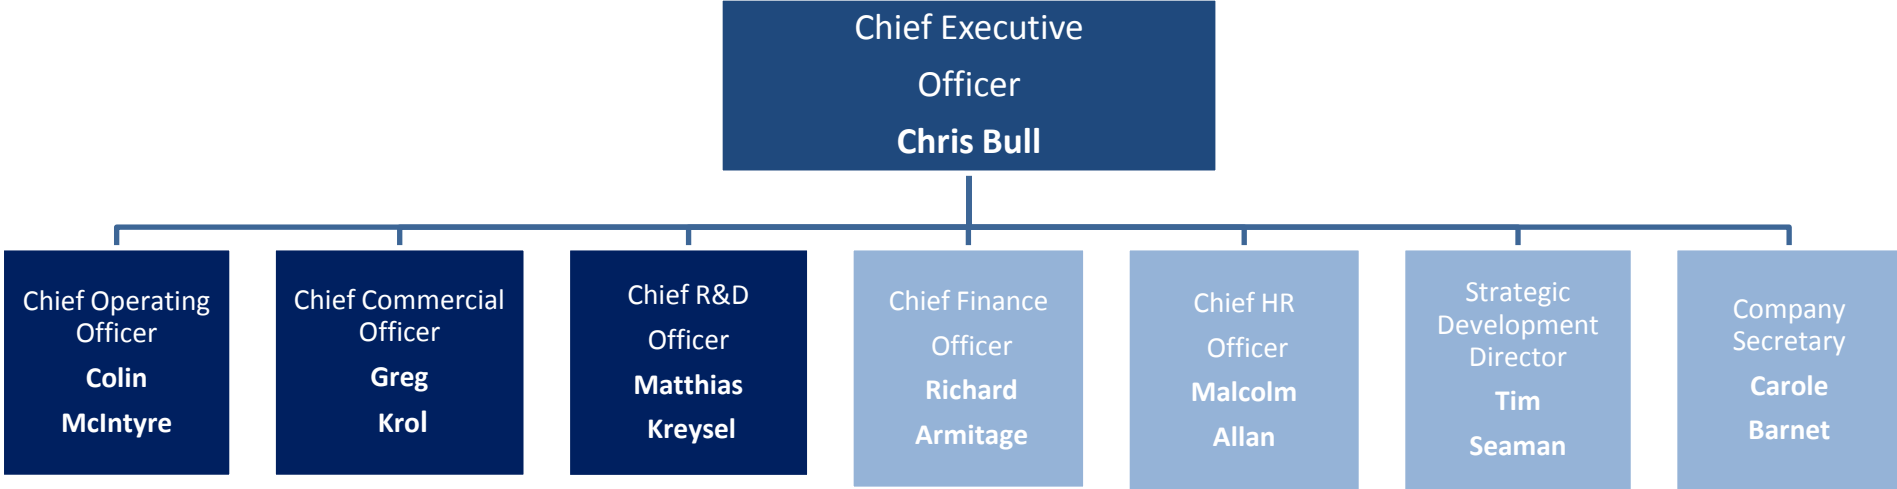 Chief Executive
Officer
Chris Bull
Chief Operating
Officer
Colin
McIntyre
Chief Commercial
Officer
Greg
Krol
Chief R&D
Officer
Matthias
Kreysel
Chief Finance
Officer
Richard
Armitage
Chief HR
Officer
Malcolm
Allan
Strategic
Development
Director
Tim
Seaman
Company
Secretary
Carole
Barnet